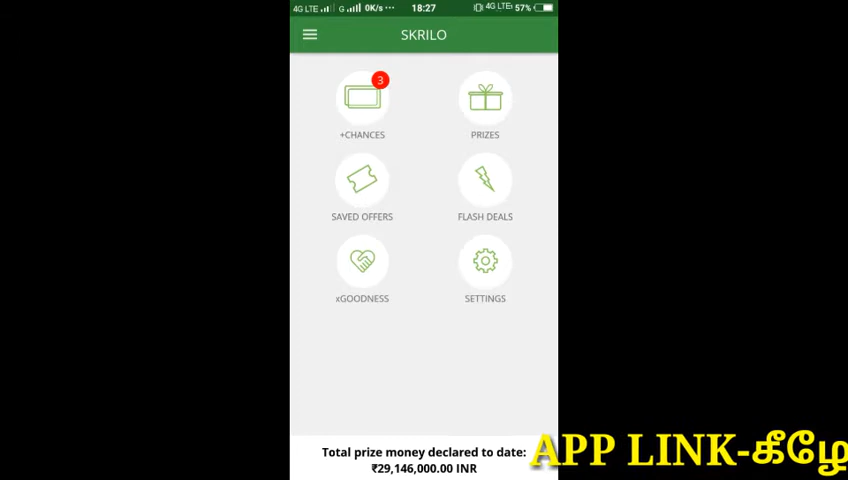 4G LTE G 0K/s ... 18:27 4G LTE 57%
SKRILO
3
+CHANCES PRIZES
SAVED OFFERS FLASH DEALS
xGOODNESS SETTINGS
Total prize money declared to date:
₹29,146,000.00 INR
APP LINK-கீழே